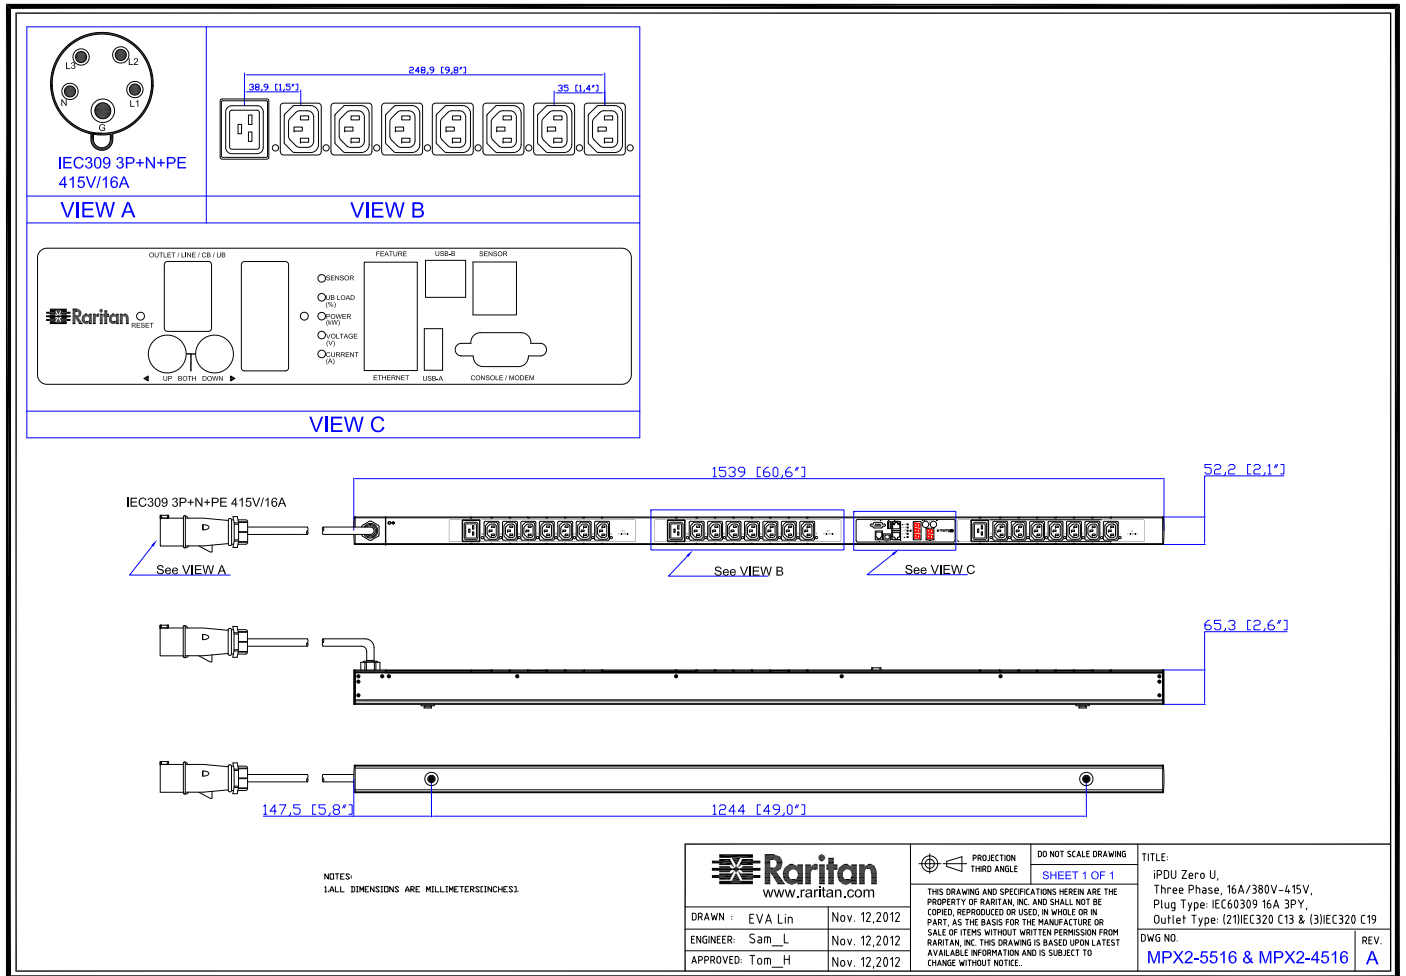 L3
L2
N
L1
G
IEC309 3P+N+PE
415V/16A
VIEW A
248,9 [9,8"]
38,9 [1,5"]
35 [1,4"]
VIEW B
OUTLET / LINE / CB / UB
FEATURE
USB-B
SENSOR
Raritan
RESET
SENSOR
UB LOAD
(%)
POWER
(kW)
VOLTAGE
(V)
CURRENT
(A)
UP BOTH DOWN
ETHERNET
USB-A
CONSOLE / MODEM
VIEW C
1539 [60,6"]
52,2 [2,1"]
IEC309 3P+N+PE 415V/16A
See VIEW A
See VIEW B
See VIEW C
65,3 [2,6"]
147,5 [5,8"]
1244 [49,0"]
NOTES:
1.ALL DIMENSIONS ARE MILLIMETERS[INCHES].
Raritan
www.raritan.com
DRAWN : EVA Lin Nov. 12,2012
ENGINEER: Sam_L Nov. 12,2012
APPROVED: Tom_H Nov. 12,2012
PROJECTION
THIRD ANGLE
DO NOT SCALE DRAWING
SHEET 1 OF 1
THIS DRAWING AND SPECIFICATIONS HEREIN ARE THE
PROPERTY OF RARITAN, INC. AND SHALL NOT BE
COPIED, REPRODUCED OR USED, IN WHOLE OR IN
PART, AS THE BASIS FOR THE MANUFACTURE OR
SALE OF ITEMS WITHOUT WRITTEN PERMISSION FROM
RARITAN, INC. THIS DRAWING IS BASED UPON LATEST
AVAILABLE INFORMATION AND IS SUBJECT TO
CHANGE WITHOUT NOTICE..
TITLE:
iPDU Zero U,
Three Phase, 16A/380V-415V,
Plug Type: IEC60309 16A 3PY,
Outlet Type: (21)IEC320 C13 & (3)IEC320 C19
DWG NO.
MPX2-5516 & MPX2-4516
REV.
A